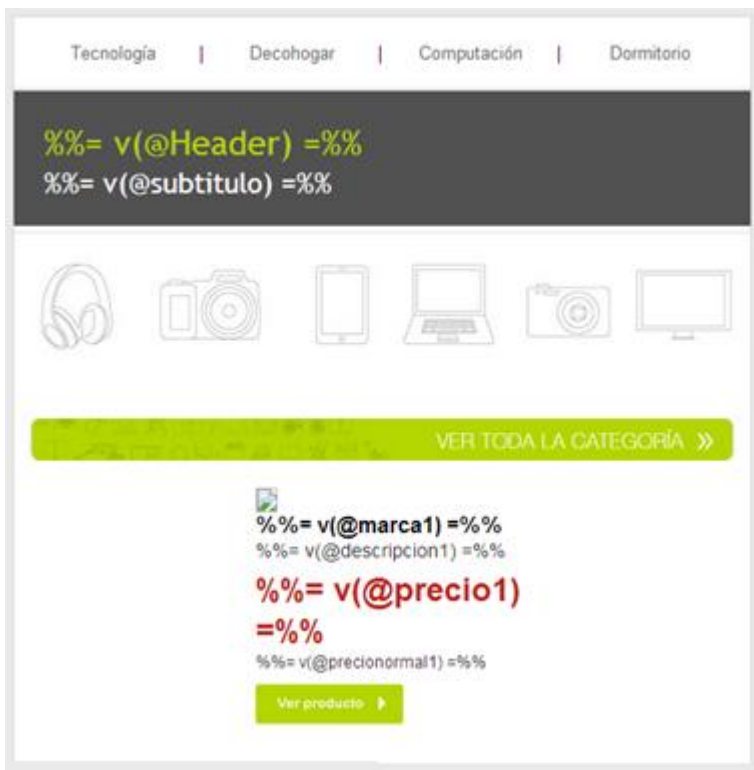 Tecnología | Decohogar | Computación | Dormitorio
%%= v(@Header) =%%
%%= v(@subtitulo) =%%
VER TODA LA CATEGORÍA »
%%= v(@marca1) =%%
%%= v(@descripcion1) =%%
%%= v(@precio1)
=%%
%%= v(@precionormal1) =%%
Ver producto